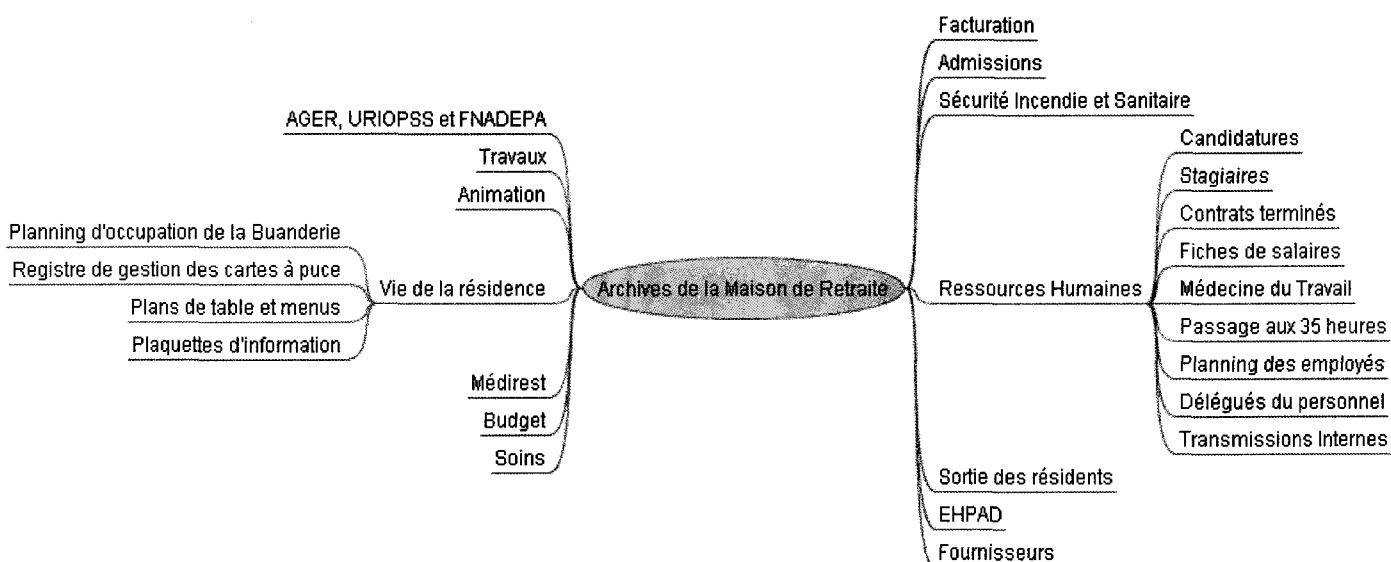 AGER, URIOPSS et FNADEPA
Travaux
Animation
Planning d'occupation de la Buanderie
Registre de gestion des cartes à puce
Plans de table et menus
Plaquettes d'information
Vie de la résidence
Médirest
Budget
Soins
Archives de la Maison de Retraite
Facturation
Admissions
Sécurité Incendie et Sanitaire
Ressources Humaines
Candidatures
Stagiaires
Contrats terminés
Fiches de salaires
Médecine du Travail
Passage aux 35 heures
Planning des employés
Délégués du personnel
Transmissions Internes
Sortie des résidents
EHPAD
Fournisseurs